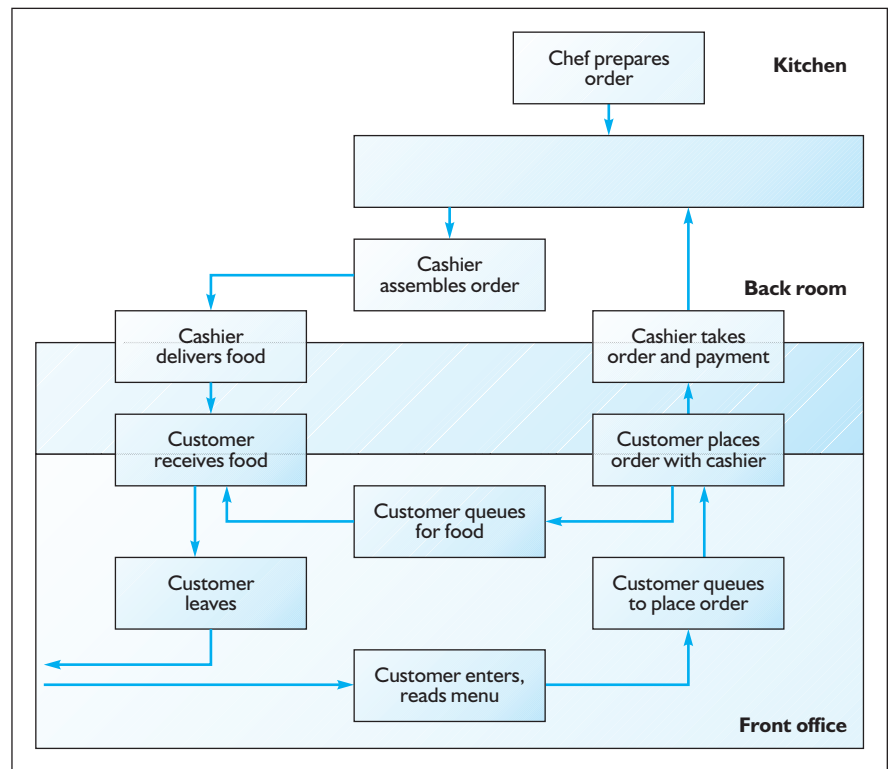 Chef prepares
order
Kitchen
Cashier
assembles order
Back room
Cashier
delivers food
Cashier takes
order and payment
Customer
receives food
Customer places
order with cashier
Customer queues
for food
Customer
leaves
Customer queues
to place order
Customer enters,
reads menu
Front office